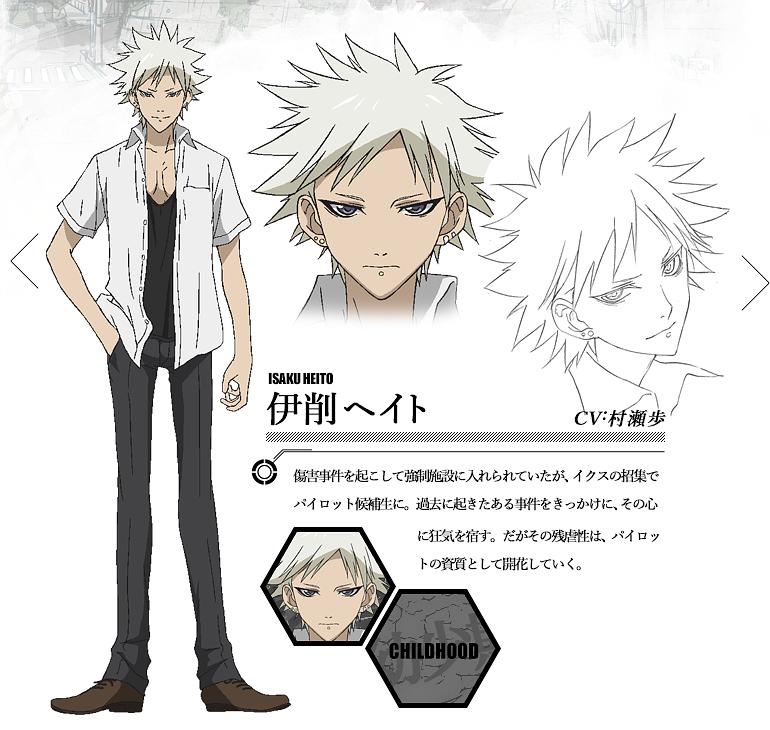 ISAKU HEITO
伊削ヘイト
CV:村瀬歩
傷害事件を起こして強制施設に入れられていたが、イクスの招集で
パイロット候補生に。過去に起きたある事件をきっかけに、その心
に狂気を宿す。だがその残虐性は、パイロッ
トの資質として開花していく。
CHILDHOOD